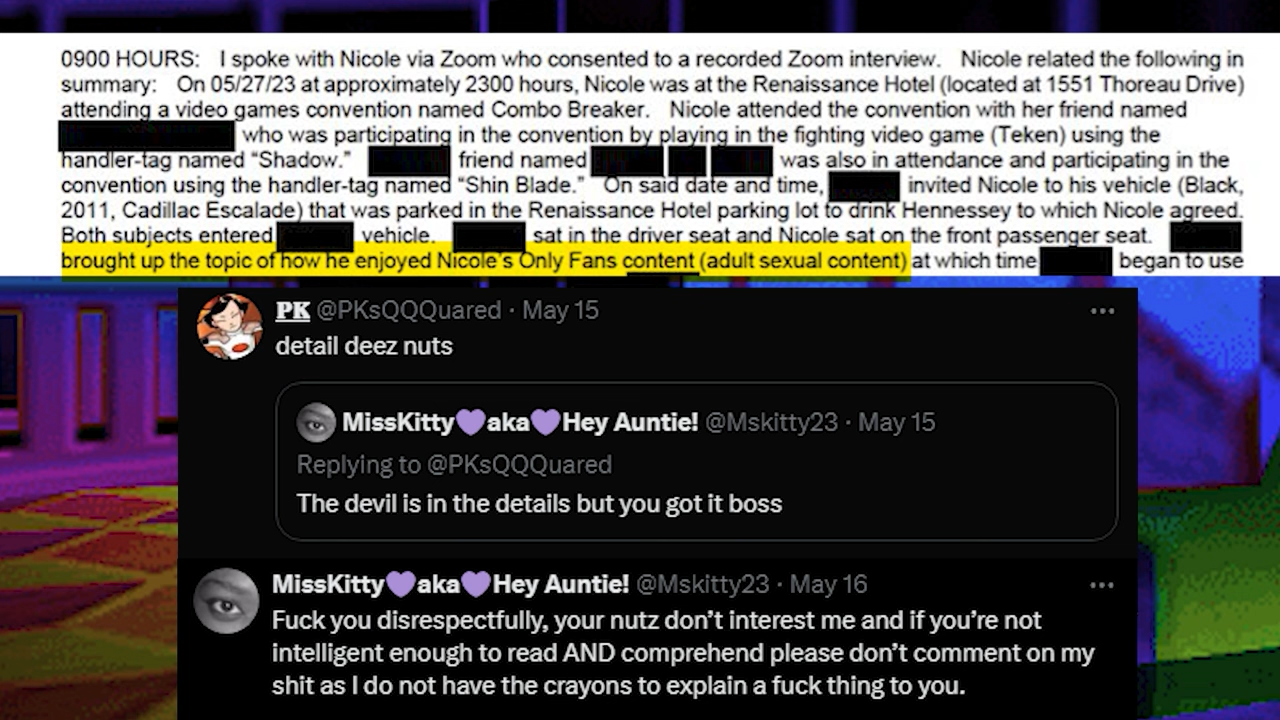 0900 HOURS: I spoke with Nicole via Zoom who consented to a recorded Zoom interview. Nicole related the following in
summary: On 05/27/23 at approximately 2300 hours, Nicole was at the Renaissance Hotel (located at 1551 Thoreau Drive)
attending a video games convention named Combo Breaker. Nicole attended the convention with her friend named
who was participating in the convention by playing in the fighting video game (Teken) using the
handler-tag named “Shadow.” friend named was also in attendance and participating in the
convention using the handler-tag named “Shin Blade.” On said date and time, invited Nicole to his vehicle (Black,
2011, Cadillac Escalade) that was parked in the Renaissance Hotel parking lot to drink Hennessey to which Nicole agreed.
Both subjects entered vehicle. sat in the driver seat and Nicole sat on the front passenger seat.
brought up the topic of how he enjoyed Nicole's Only Fans content (adult sexual content) at which time began to use
PK @PKsQQQuared · May 15
detail deez nuts
MissKitty💜aka💜Hey Auntie! @Mskitty23 · May 15
Replying to @PKsQQQuared
The devil is in the details but you got it boss
MissKitty💜aka💜Hey Auntie! @Mskitty23 · May 16
Fuck you disrespectfully, your nutz don’t interest me and if you’re not
intelligent enough to read AND comprehend please don’t comment on my
shit as I do not have the crayons to explain a fuck thing to you.